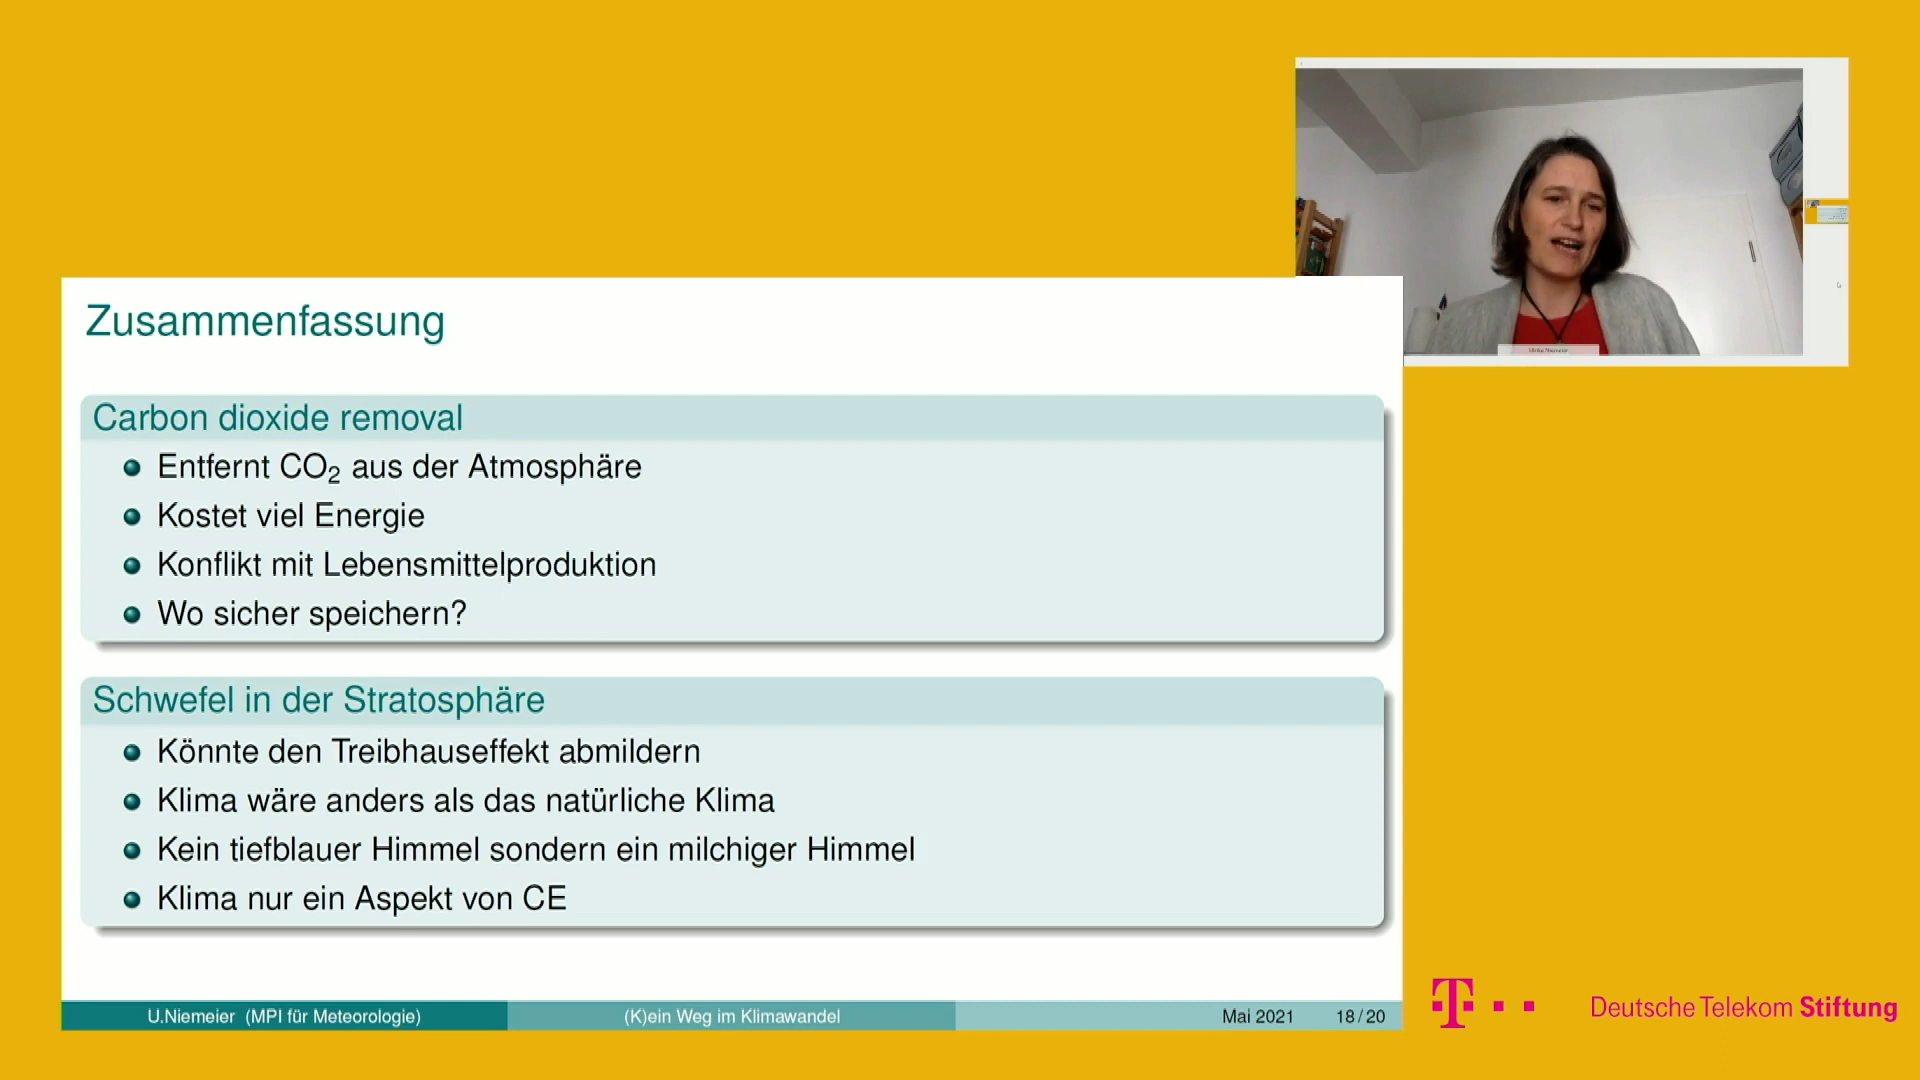 Zusammenfassung
Carbon dioxide removal
Entfernt CO₂ aus der Atmosphäre
Kostet viel Energie
Konflikt mit Lebensmittelproduktion
Wo sicher speichern?
Schwefel in der Stratosphäre
Könnte den Treibhauseffekt abmildern
Klima wäre anders als das natürliche Klima
Kein tiefblauer Himmel sondern ein milchiger Himmel
Klima nur ein Aspekt von CE
U.Niemeier (MPI für Meteorologie) (K)ein Weg im Klimawandel Mai 2021 18/20
Ulrike Niemeier
T
Deutsche Telekom Stiftung